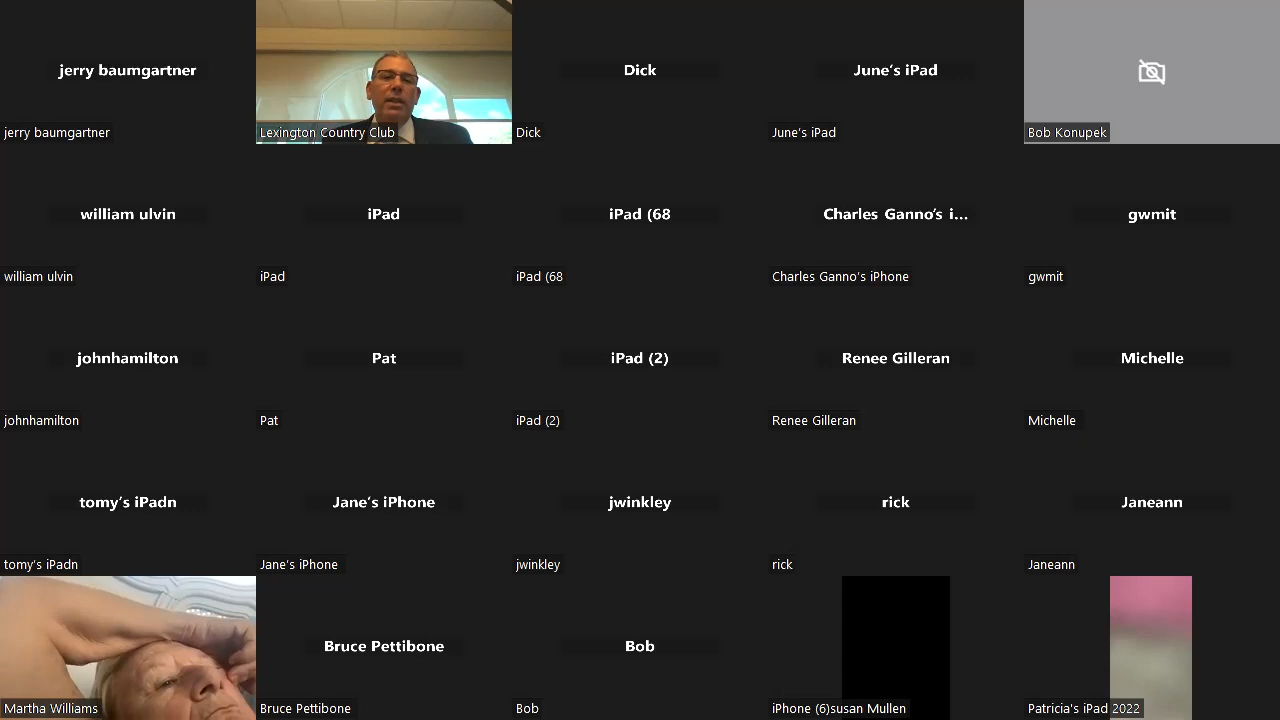 jerry baumgartner
Dick
June's iPad
jerry baumgartner
Lexington Country Club
Dick
June's iPad
Bob Konupek
william ulvin
iPad
iPad (68
Charles Ganno's i...
gwmit
william ulvin
iPad
iPad (68
Charles Ganno's iPhone
gwmit
johnhamilton
Pat
iPad (2)
Renee Gilleran
Michelle
johnhamilton
Pat
iPad (2)
Renee Gilleran
Michelle
tomy's iPadn
Jane's iPhone
jwinkley
rick
Janeann
tomy's iPadn
Jane's iPhone
jwinkley
rick
Janeann
Bruce Pettibone
Bob
Martha Williams
Bruce Pettibone
Bob
iPhone (6)susan Mullen
Patricia's iPad 2022